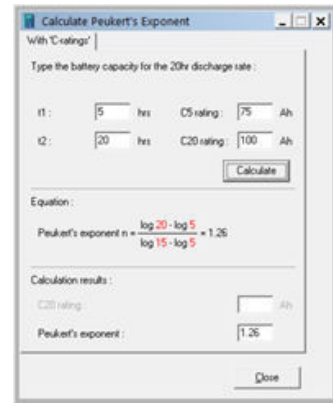 Calculate Peukert's Exponent
With 'C-ratings'
Type the battery capacity for the 20hr discharge rate :
t1 : 5 hrs C5 rating : 75 Ah
t2 : 20 hrs C20 rating : 100 Ah
Calculate
Equation :
log 20 - log 5
Peukert's exponent n = = 1.26
log 15 - log 5
Calculation results :
C20 rating : Ah
Peukert's exponent : 1.26
Close